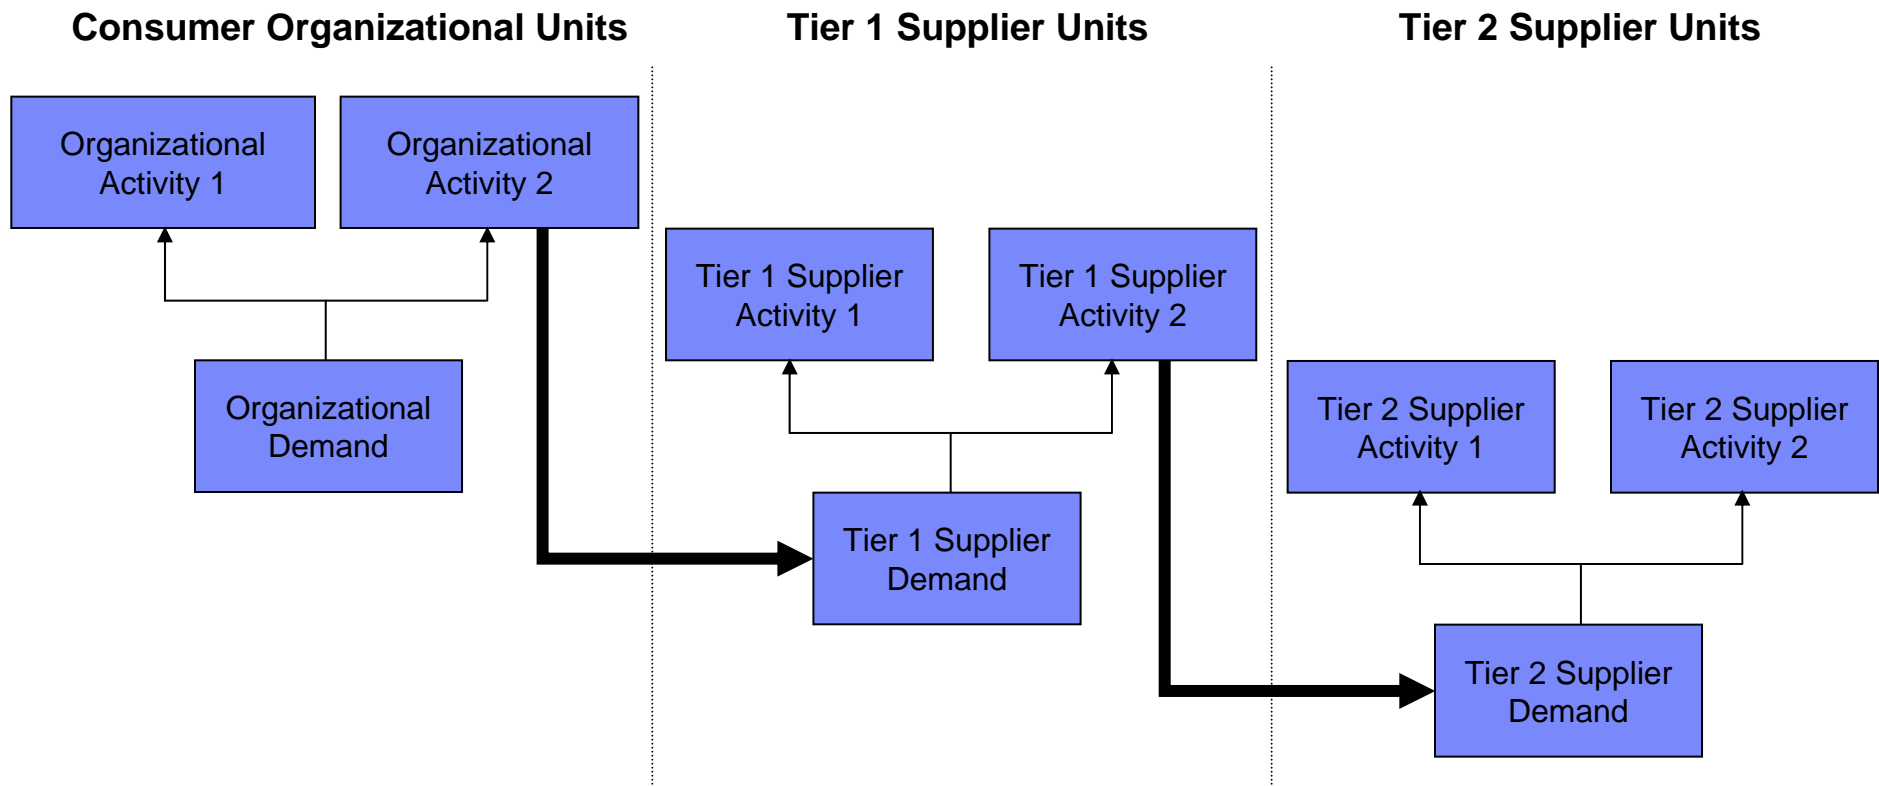 Consumer Organizational Units
Tier 1 Supplier Units
Tier 2 Supplier Units
Organizational
Activity 1
Organizational
Activity 2
Organizational
Demand
Tier 1 Supplier
Activity 1
Tier 1 Supplier
Activity 2
Tier 1 Supplier
Demand
Tier 2 Supplier
Activity 1
Tier 2 Supplier
Activity 2
Tier 2 Supplier
Demand